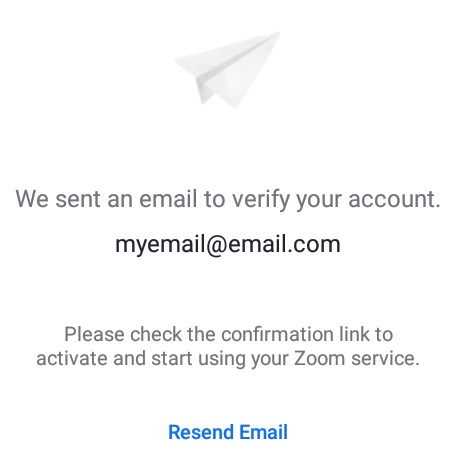 We sent an email to verify your account.
myemail@email.com
Please check the confirmation link to
activate and start using your Zoom service.
Resend Email